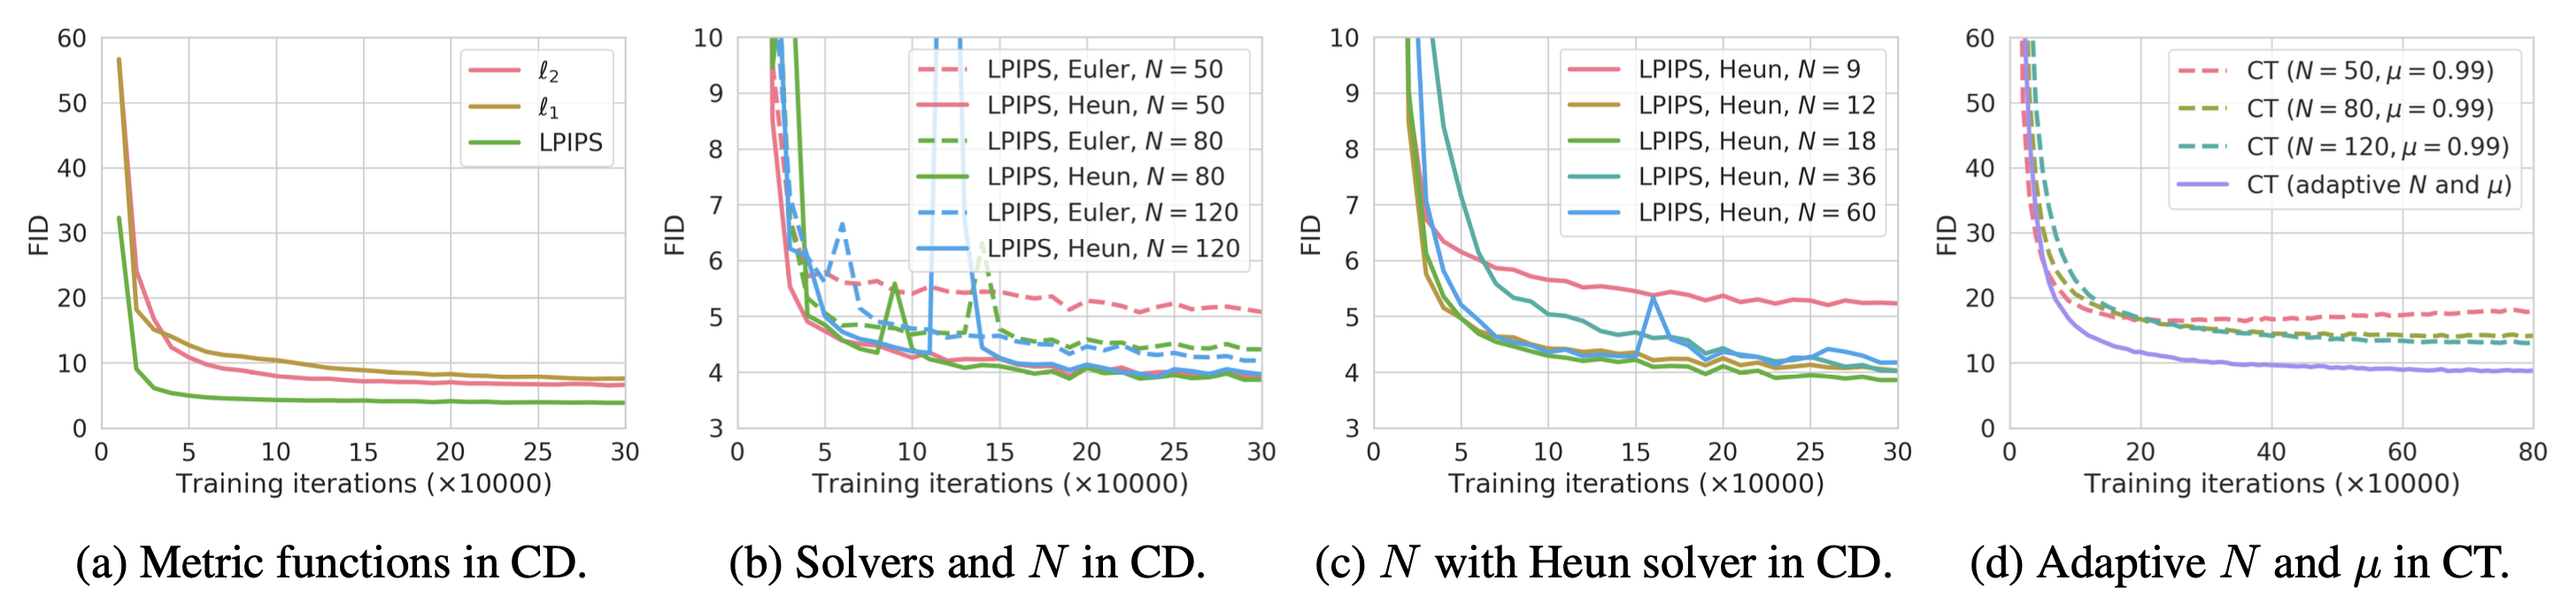 60
50
40
30
20
10
0
FID
0 5 10 15 20 25 30
Training iterations (×10000)
ℓ2
ℓ1
LPIPS
(a) Metric functions in CD.
10
9
8
7
6
5
4
3
FID
0 5 10 15 20 25 30
Training iterations (×10000)
LPIPS, Euler, N = 50
LPIPS, Heun, N = 50
LPIPS, Euler, N = 80
LPIPS, Heun, N = 80
LPIPS, Euler, N = 120
LPIPS, Heun, N = 120
(b) Solvers and N in CD.
10
9
8
7
6
5
4
3
FID
0 5 10 15 20 25 30
Training iterations (×10000)
LPIPS, Heun, N = 9
LPIPS, Heun, N = 12
LPIPS, Heun, N = 18
LPIPS, Heun, N = 36
LPIPS, Heun, N = 60
(c) N with Heun solver in CD.
60
50
40
30
20
10
0
FID
0 20 40 60 80
Training iterations (×10000)
CT (N = 50, μ = 0.99)
CT (N = 80, μ = 0.99)
CT (N = 120, μ = 0.99)
CT (adaptive N and μ)
(d) Adaptive N and μ in CT.